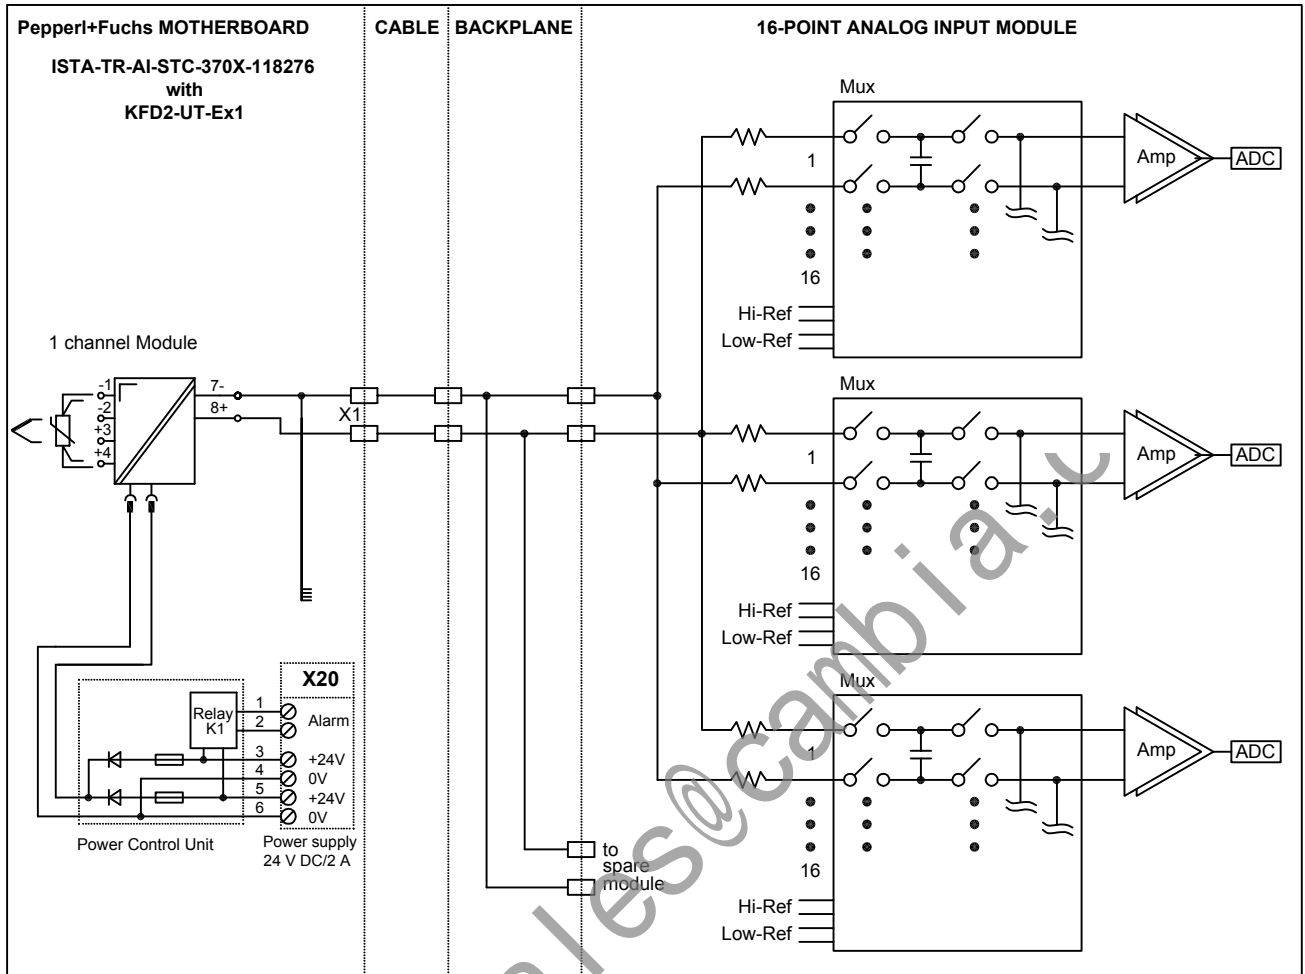 Pepperl+Fuchs MOTHERBOARD
CABLE
BACKPLANE
16-POINT ANALOG INPUT MODULE
ISTA-TR-AI-STC-370X-118276
with
KFD2-UT-Ex1
Mux
1
16
Hi-Ref
Low-Ref
Amp
ADC
1 channel Module
-1
-2
+3
+4
7-
8+
X1
Mux
1
16
Hi-Ref
Low-Ref
Amp
ADC
X20
Relay
K1
1
2
3
4
5
6
Alarm
+24V
0V
+24V
0V
Power Control Unit
Power supply
24 V DC/2 A
to
spare
module
Mux
1
16
Hi-Ref
Low-Ref
Amp
ADC
ales@cambia.c